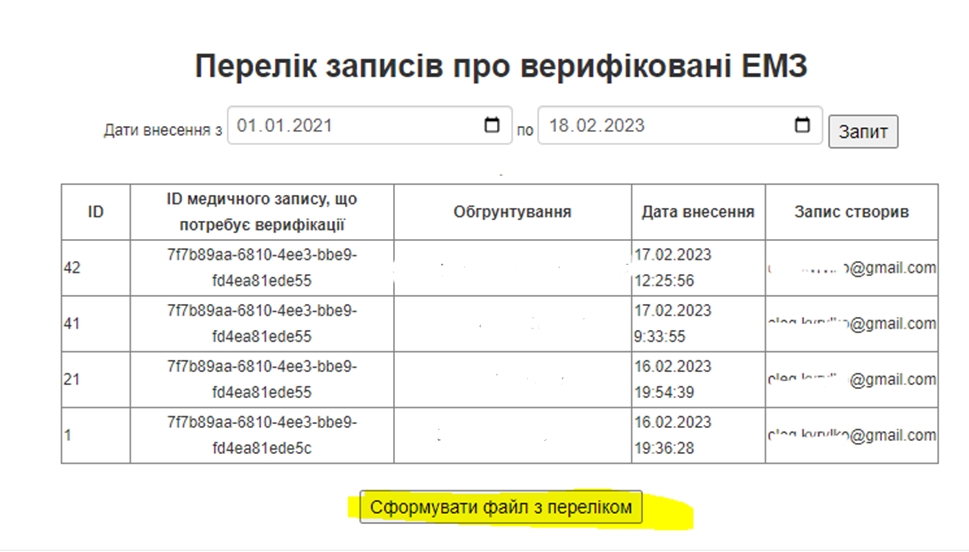 Перелік записів про верифіковані ЕМЗ
Дати внесення з 01.01.2021 по 18.02.2023 Запит
ID ID медичного запису, що потребує верифікації Обгрунтування Дата внесення Запис створив
42 7f7b89aa-6810-4ee3-bbe9-fd4ea81ede55 17.02.2023 12:25:56 @gmail.com
41 7f7b89aa-6810-4ee3-bbe9-fd4ea81ede55 17.02.2023 9:33:55 @gmail.com
21 7f7b89aa-6810-4ee3-bbe9-fd4ea81ede55 16.02.2023 19:54:39 @gmail.com
1 7f7b89aa-6810-4ee3-bbe9-fd4ea81ede5c 16.02.2023 19:36:28 @gmail.com
Сформувати файл з переліком